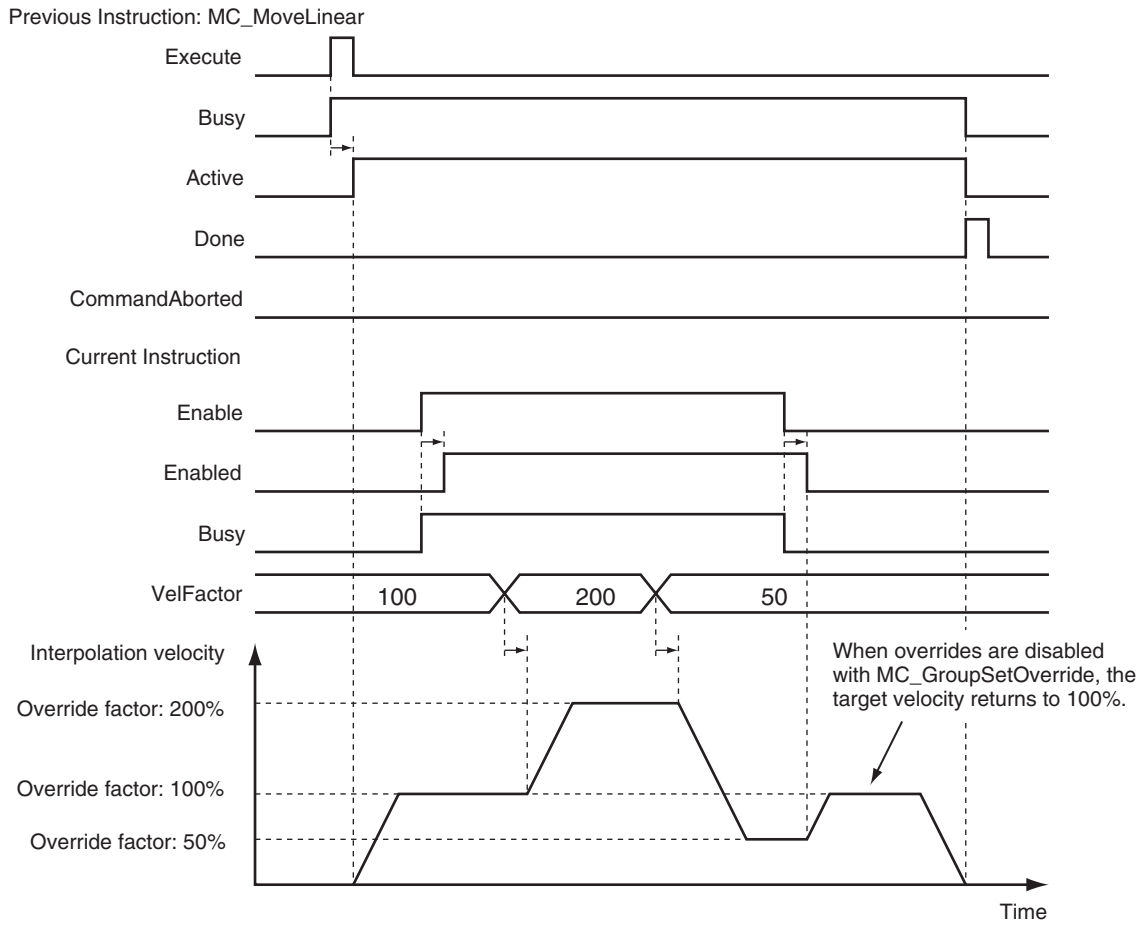 Previous Instruction: MC_MoveLinear
Execute
Busy
Active
Done
CommandAborted
Current Instruction
Enable
Enabled
Busy
VelFactor
100
200
50
Interpolation velocity
When overrides are disabled
with MC_GroupSetOverride, the
target velocity returns to 100%.
Override factor: 200%
Override factor: 100%
Override factor: 50%
Time